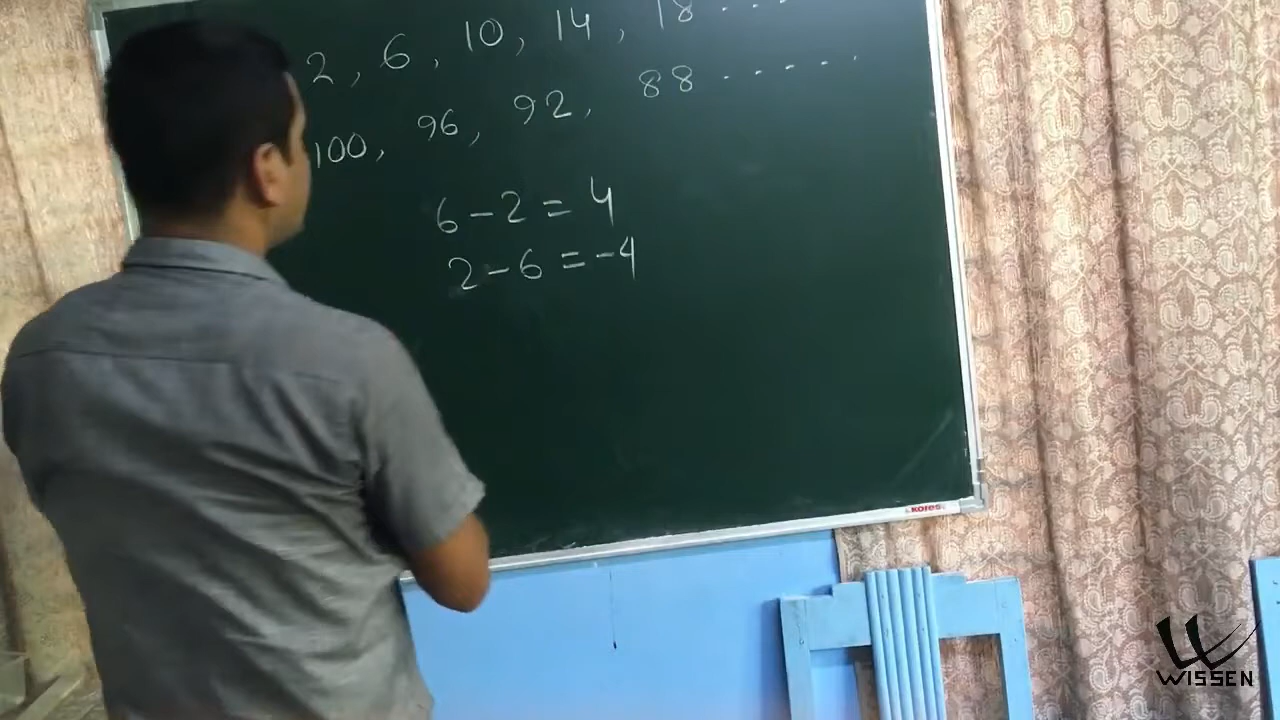 2, 6, 10, 14, 18 . . . .
100, 96, 92, 88 . . . . . .
6 - 2 = 4
2 - 6 = -4
kores
WISSEN